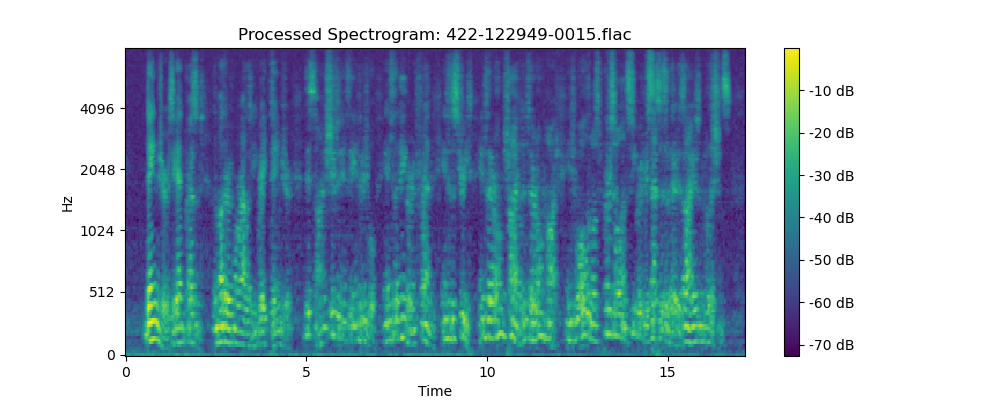 Processed Spectrogram: 422-122949-0015.flac
Hz
4096
2048
1024
512
0
0 5 10 15
Time
-10 dB
-20 dB
-30 dB
-40 dB
-50 dB
-60 dB
-70 dB